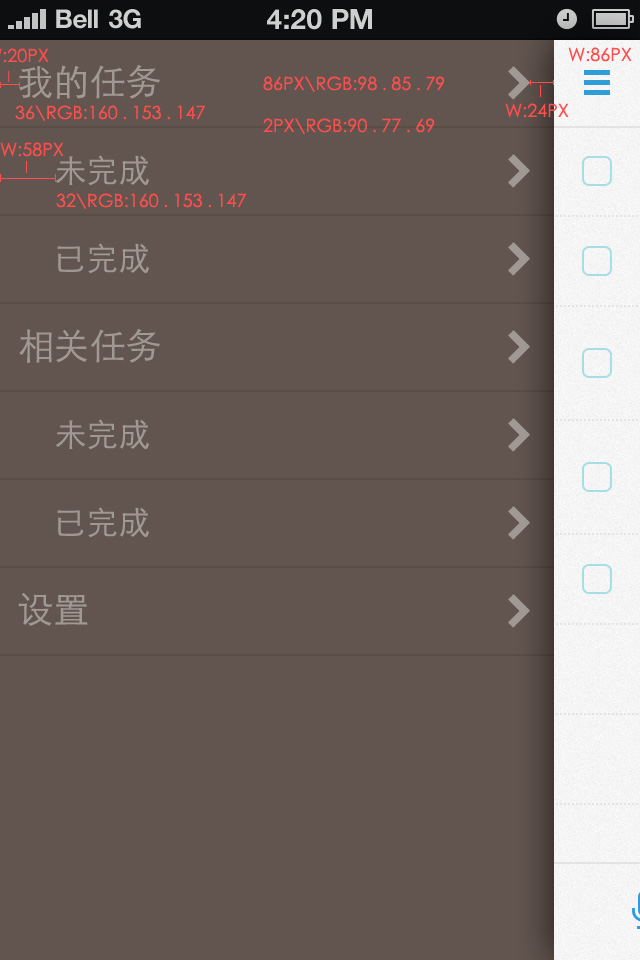 Bell 3G 4:20 PM
W:20PX
W:86PX
我的任务
86PX\RGB:98 . 85 . 79
W:24PX
36\RGB:160 . 153 . 147
2PX\RGB:90 . 77 . 69
W:58PX
未完成
32\RGB:160 . 153 . 147
已完成
相关任务
未完成
已完成
设置